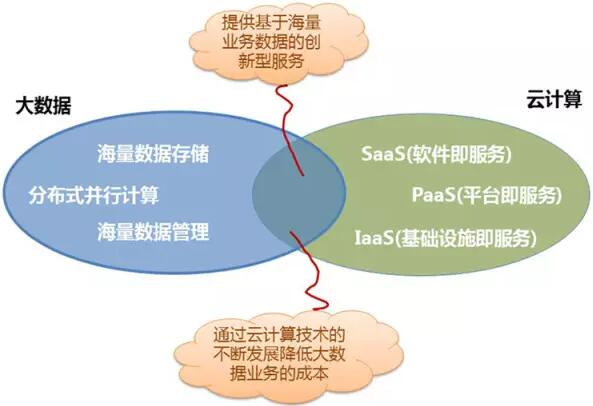 提供基于海量
业务数据的创
新型服务
大数据
云计算
海量数据存储
分布式并行计算
海量数据管理
SaaS(软件即服务)
PaaS(平台即服务)
IaaS(基础设施即服务)
通过云计算技术的
不断发展降低大数
据业务的成本